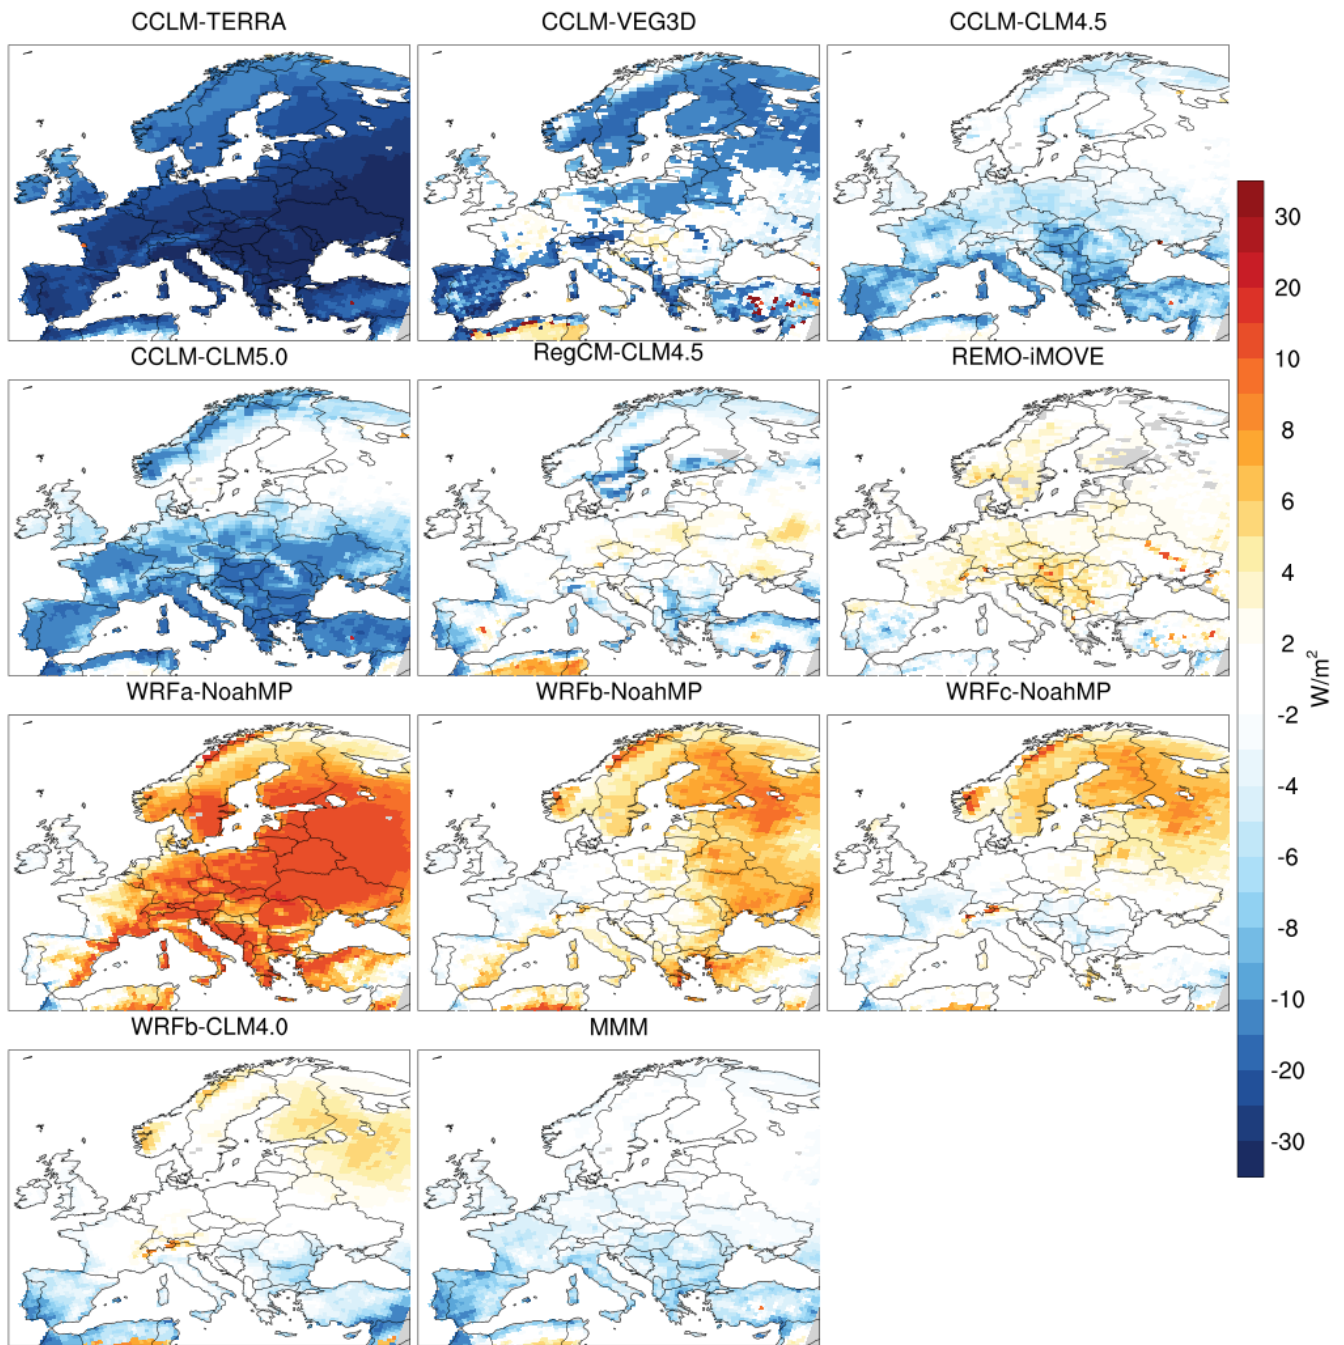 CCLM-TERRA
CCLM-VEG3D
CCLM-CLM4.5
CCLM-CLM5.0
RegCM-CLM4.5
REMO-iMOVE
WRFa-NoahMP
WRFb-NoahMP
WRFc-NoahMP
WRFb-CLM4.0
MMM
30
20
10
8
6
4
2
-2
-4
-6
-8
-10
-20
-30
W/m²